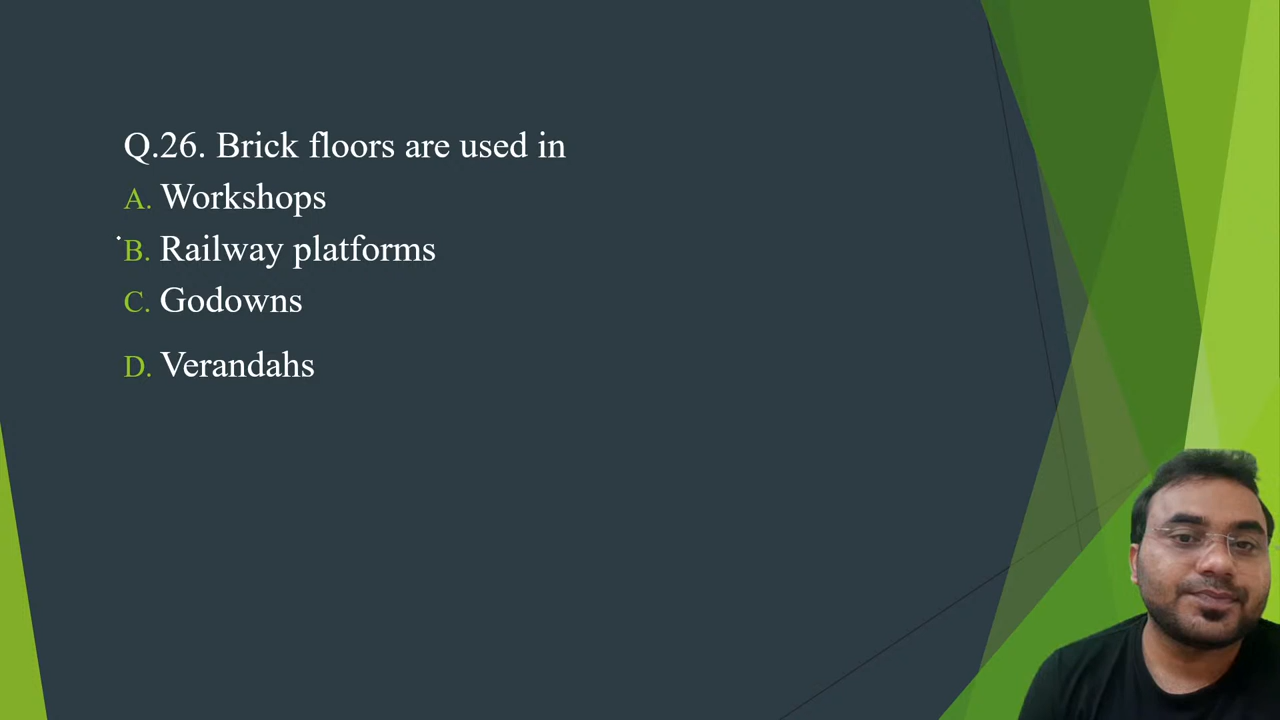 Q.26. Brick floors are used in
A. Workshops
B. Railway platforms
C. Godowns
D. Verandahs